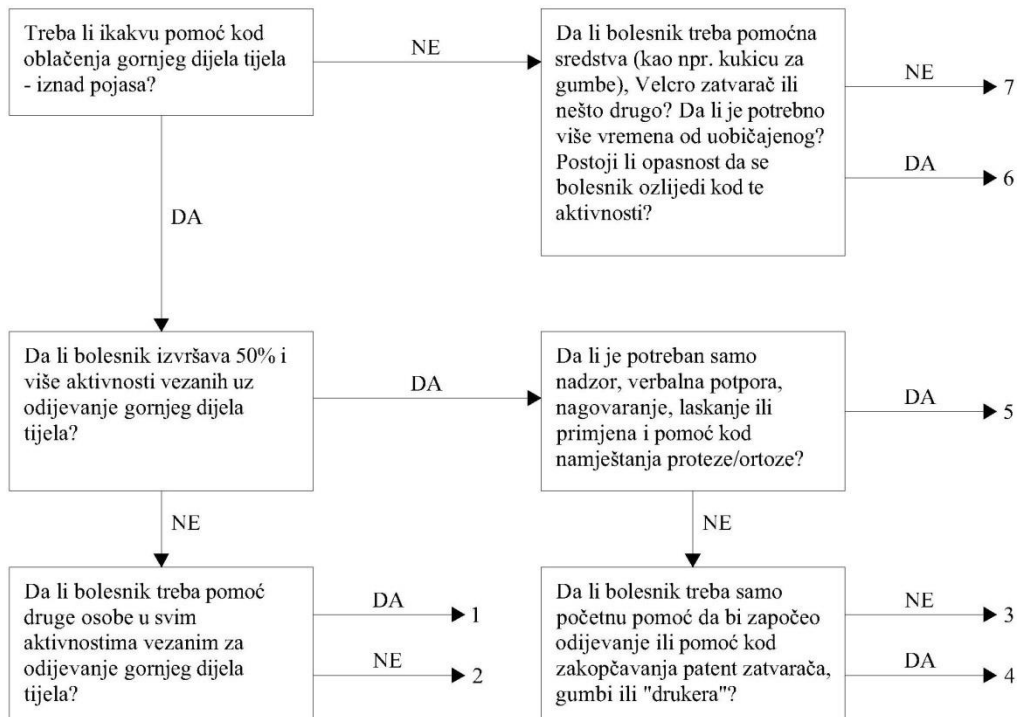 Treba li ikakvu pomoć kod
oblačenja gornjeg dijela tijela
- iznad pojasa?
NE
Da li bolesnik treba pomoćna
sredstva (kao npr. kukicu za
gumbe), Velcro zatvarač ili
nešto drugo? Da li je potrebno
više vremena od uobičajenog?
Postoji li opasnost da se
bolesnik ozlijedi kod te
aktivnosti?
NE
7
DA
6
DA
Da li bolesnik izvršava 50% i
više aktivnosti vezanih uz
odijevanje gornjeg dijela
tijela?
DA
Da li je potreban samo
nadzor, verbalna potpora,
nagovaranje, laskanje ili
primjena i pomoć kod
namještanja proteze/ortoze?
DA
5
NE
NE
Da li bolesnik treba pomoć
druge osobe u svim
aktivnostima vezanim za
odijevanje gornjeg dijela
tijela?
DA
1
NE
2
Da li bolesnik treba samo
početnu pomoć da bi započeo
odijevanje ili pomoć kod
zakopčavanja patent zatvarača,
gumbi ili "drukera"?
NE
3
DA
4